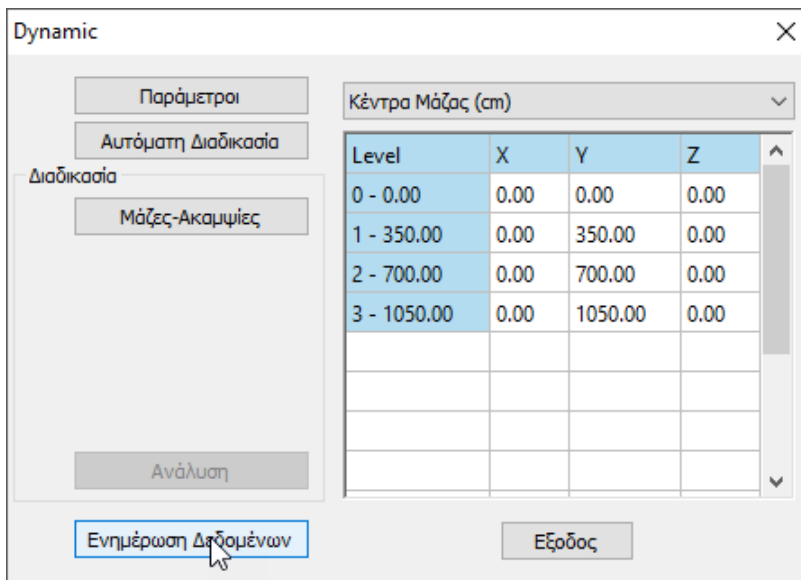 Dynamic
Παράμετροι
Αυτόματη Διαδικασία
Διαδικασία
Μάζες-Ακαμψίες
Ανάλυση
Ενημέρωση Δεδομένων
Κέντρα Μάζας (cm)
Level X Y Z
0 - 0.00 0.00 0.00 0.00
1 - 350.00 0.00 350.00 0.00
2 - 700.00 0.00 700.00 0.00
3 - 1050.00 0.00 1050.00 0.00
Εξοδος